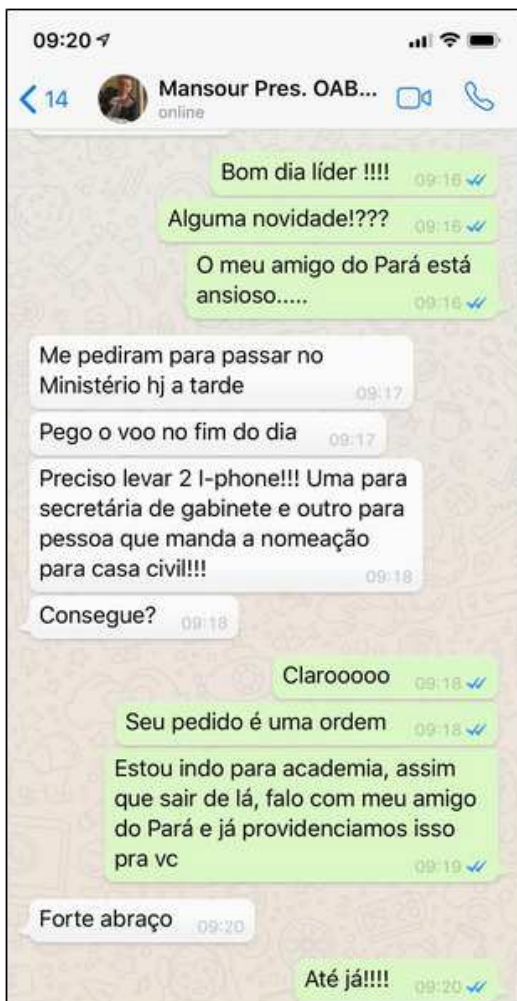 09:20
14
Mansour Pres. OAB...
online
Bom dia líder !!!! 09:16
Alguma novidade!??? 09:16
O meu amigo do Pará está
ansioso..... 09:16
Me pediram para passar no
Ministério hj a tarde 09:17
Pego o voo no fim do dia 09:17
Preciso levar 2 I-phone!!! Uma para
secretária de gabinete e outro para
pessoa que manda a nomeação
para casa civil!!! 09:18
Consegue? 09:18
Clarooooo 09:18
Seu pedido é uma ordem 09:18
Estou indo para academia, assim
que sair de lá, falo com meu amigo
do Pará e já providenciamos isso
pra vc 09:19
Forte abraço 09:20
Até já!!!! 09:20